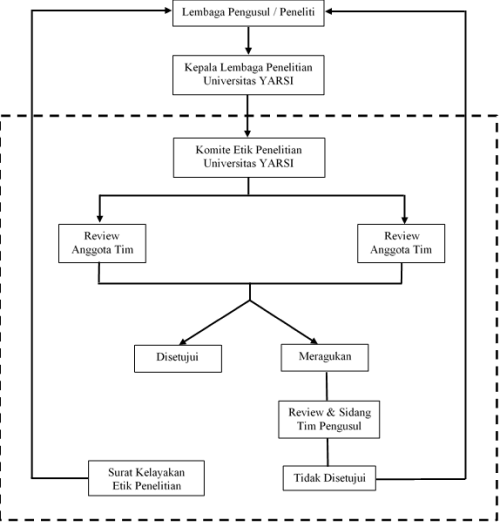 Lembaga Pengusul / Peneliti
Kepala Lembaga Penelitian
Universitas YARSI
Komite Etik Penelitian
Universitas YARSI
Review
Anggota Tim
Review
Anggota Tim
Disetujui
Meragukan
Review & Sidang
Tim Pengusul
Surat Kelayakan
Etik Penelitian
Tidak Disetujui